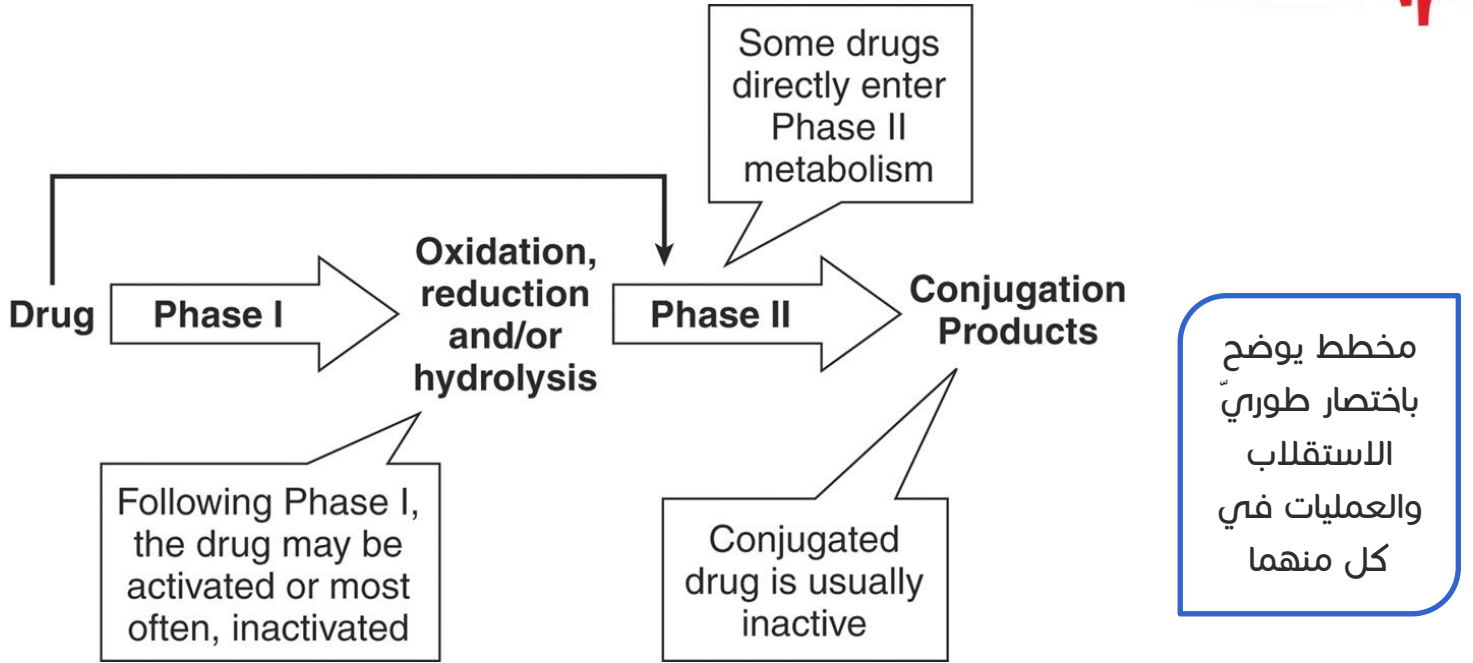 Some drugs
directly enter
Phase II
metabolism
Drug
Phase I
Oxidation,
reduction
and/or
hydrolysis
Phase II
Conjugation
Products
Following Phase I,
the drug may be
activated or most
often, inactivated
Conjugated
drug is usually
inactive
مخطط يوضح
باختصار طوريّ
الاستقلاب
والعمليات في
كل منهما